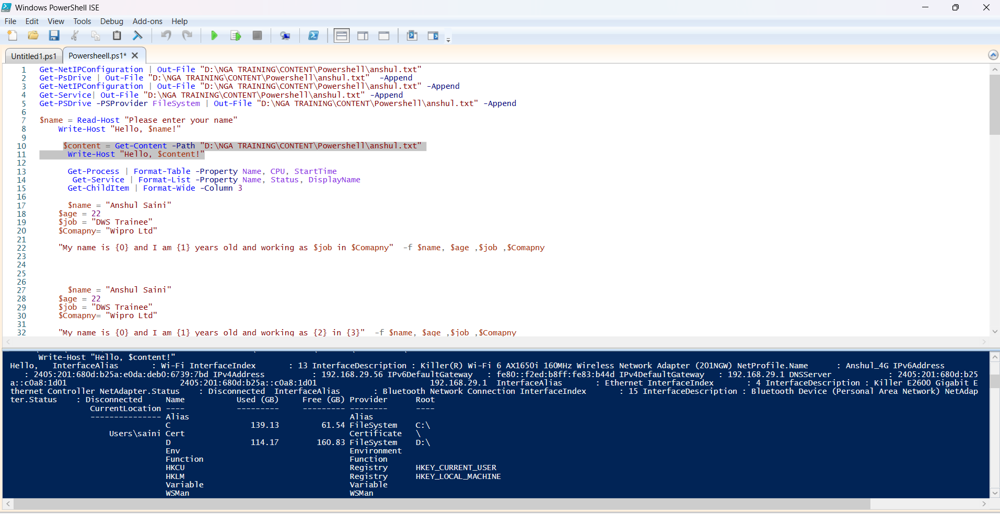 Windows PowerShell ISE
File Edit View Tools Debug Add-ons Help
Untitled1.ps1 Powersheell.ps1*
1 Get-NetIPConfiguration | Out-File "D:\NGA TRAINING\CONTENT\Powershell\anshul.txt"
2 Get-PsDrive | Out-File "D:\NGA TRAINING\CONTENT\Powershell\anshul.txt"  -Append
3 Get-NetIPConfiguration | Out-File "D:\NGA TRAINING\CONTENT\Powershell\anshul.txt" -Append
4 Get-Service| Out-File "D:\NGA TRAINING\CONTENT\Powershell\anshul.txt" -Append
5 Get-PSDrive -PSProvider FileSystem | Out-File "D:\NGA TRAINING\CONTENT\Powershell\anshul.txt" -Append
6
7 $name = Read-Host "Please enter your name"
8 Write-Host "Hello, $name!"
9
10 $content = Get-Content -Path "D:\NGA TRAINING\CONTENT\Powershell\anshul.txt"
11 Write-Host "Hello, $content!"
12
13 Get-Process | Format-Table -Property Name, CPU, StartTime
14 Get-Service | Format-List -Property Name, Status, DisplayName
15 Get-ChildItem | Format-Wide -Column 3
16
17 $name = "Anshul Saini"
18 $age = 22
19 $job = "DWS Trainee"
20 $Comapny= "Wipro Ltd"
21
22 "My name is {0} and I am {1} years old and working as $job in $Comapny"  -f $name, $age ,$job ,$Comapny
23
24
25
26
27 $name = "Anshul Saini"
28 $age = 22
29 $job = "DWS Trainee"
30 $Comapny= "Wipro Ltd"
31
32 "My name is {0} and I am {1} years old and working as {2} in {3}"  -f $name, $age ,$job ,$Comapny
Write-Host "Hello, $content!"
Hello,   InterfaceAlias       : Wi-Fi InterfaceIndex       : 13 InterfaceDescription : Killer(R) Wi-Fi 6 AX1650i 160MHz Wireless Network Adapter (201NGW) NetProfile.Name      : Anshul_4G IPv6Address
: 2405:201:680d:b25a:e0da:deb0:6739:7bd IPv4Address          : 192.168.29.56 IPv6DefaultGateway   : fe80::f2ed:b8ff:fe83:b44d IPv4DefaultGateway   : 192.168.29.1 DNSServer            : 2405:201:680d:b25
a::c0a8:1d01                        2405:201:680d:b25a::c0a8:1d01                        192.168.29.1  InterfaceAlias       : Ethernet InterfaceIndex       : 4 InterfaceDescription : Killer E2600 Gigabit E
thernet Controller NetAdapter.Status    : Disconnected  InterfaceAlias       : Bluetooth Network Connection InterfaceIndex       : 15 InterfaceDescription : Bluetooth Device (Personal Area Network) NetAdap
ter.Status    : Disconnected     Name           Used (GB)     Free (GB) Provider      Root
CurrentLocation ----           ---------     --------- --------      ----
--------------- Alias                                  Alias
C                 139.13         61.54 FileSystem    C:\
Users\saini Cert                                   Certificate   \
D                 114.17        160.83 FileSystem    D:\
Env                                    Environment
Function                               Function
HKCU                                   Registry      HKEY_CURRENT_USER
HKLM                                   Registry      HKEY_LOCAL_MACHINE
Variable                               Variable
WSMan                                  WSMan